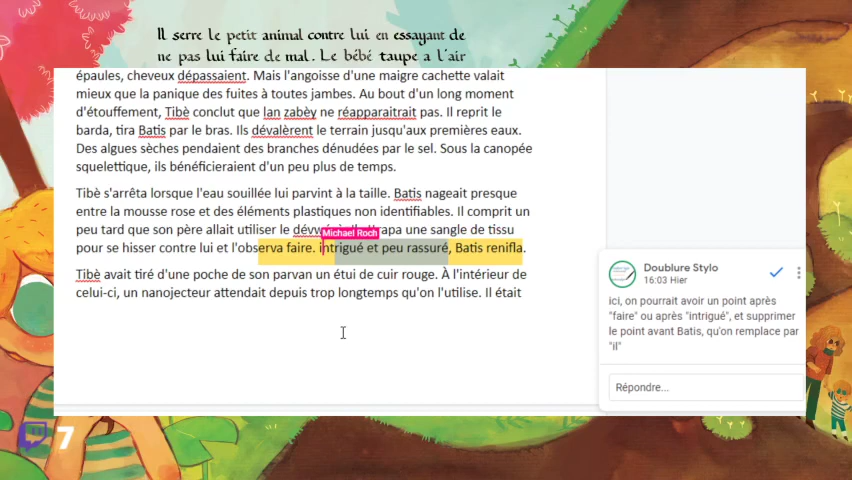 Il serre le petit animal contre lui en essayant de
ne pas lui faire de mal. Le bébé taupe a l'air
épaules, cheveux dépassaient. Mais l'angoisse d'une maigre cachette valait
mieux que la panique des fuites à toutes jambes. Au bout d'un long moment
d'étouffement, Tibè conclut que lan zabèy ne réapparaitrait pas. Il reprit le
barda, tira Batis par le bras. Ils dévalèrent le terrain jusqu'aux premières eaux.
Des algues sèches pendaient des branches dénudées par le sel. Sous la canopée
squelettique, ils bénéficieraient d'un peu plus de temps.
Tibè s'arrêta lorsque l'eau souillée lui parvint à la taille. Batis nageait presque
entre la mousse rose et des éléments plastiques non identifiables. Il comprit un
peu tard que son père allait utiliser le une sangle de tissu
Michael Roch
pour se hisser contre lui et l'observa faire. intrigué et peu rassuré, Batis renifla.
Tibè avait tiré d'une poche de son parvan un étui de cuir rouge. À l'intérieur de
celui-ci, un nanojecteur attendait depuis trop longtemps qu'on l'utilise. Il était
Doublure Stylo
16:03 Hier
ici, on pourrait avoir un point après
"faire" ou après "intrigué", et supprimer
le point avant Batis, qu'on remplace par
"il"
Répondre...
7